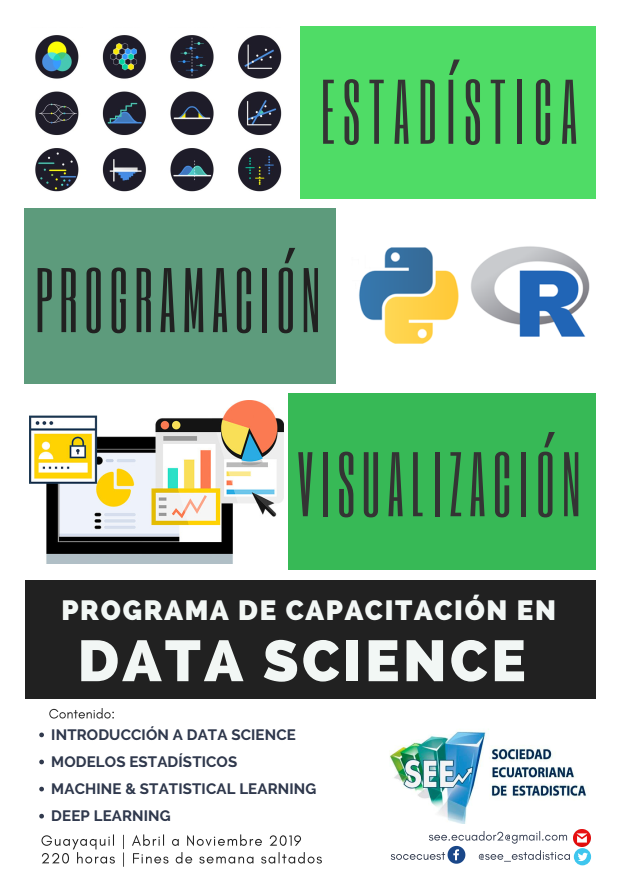 ESTADÍSTICA
PROGRAMACIÓN
R
VISUALIZACIÓN
PROGRAMA DE CAPACITACIÓN EN
DATA SCIENCE
Contenido:
• INTRODUCCIÓN A DATA SCIENCE
• MODELOS ESTADÍSTICOS
• MACHINE & STATISTICAL LEARNING
• DEEP LEARNING
Guayaquil | Abril a Noviembre 2019
220 horas | Fines de semana saltados
SEE
SOCIEDAD
ECUATORIANA
DE ESTADISTICA
see.ecuador2@gmail.com
socecuest
@see_estadistica